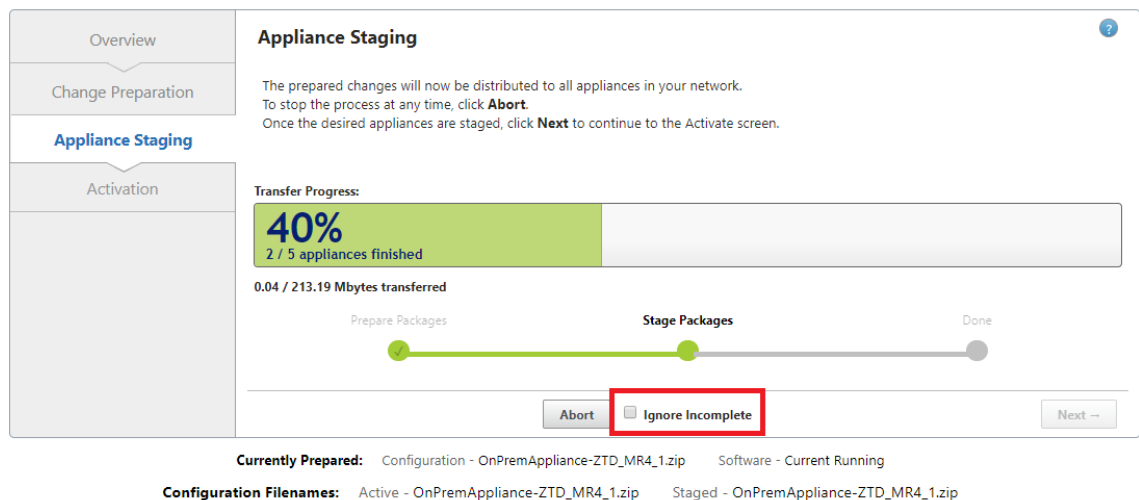 Overview
Change Preparation
Appliance Staging
Activation
Appliance Staging
?
The prepared changes will now be distributed to all appliances in your network.
To stop the process at any time, click Abort.
Once the desired appliances are staged, click Next to continue to the Activate screen.
Transfer Progress:
40%
2 / 5 appliances finished
0.04 / 213.19 Mbytes transferred
Prepare Packages Stage Packages Done
Abort Ignore Incomplete Next →
Currently Prepared: Configuration - OnPremAppliance-ZTD_MR4_1.zip Software - Current Running
Configuration Filenames: Active - OnPremAppliance-ZTD_MR4_1.zip Staged - OnPremAppliance-ZTD_MR4_1.zip